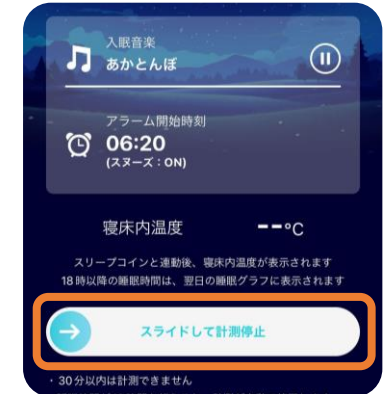 入眠音楽
あかとんぼ
アラーム開始時刻
06:20
(スヌーズ：ON)
寝床内温度 --°C
スリープコインと連動後、寝床内温度が表示されます
18時以降の睡眠時間は、翌日の睡眠グラフに表示されます
スライドして計測停止
・30分以内は計測できません